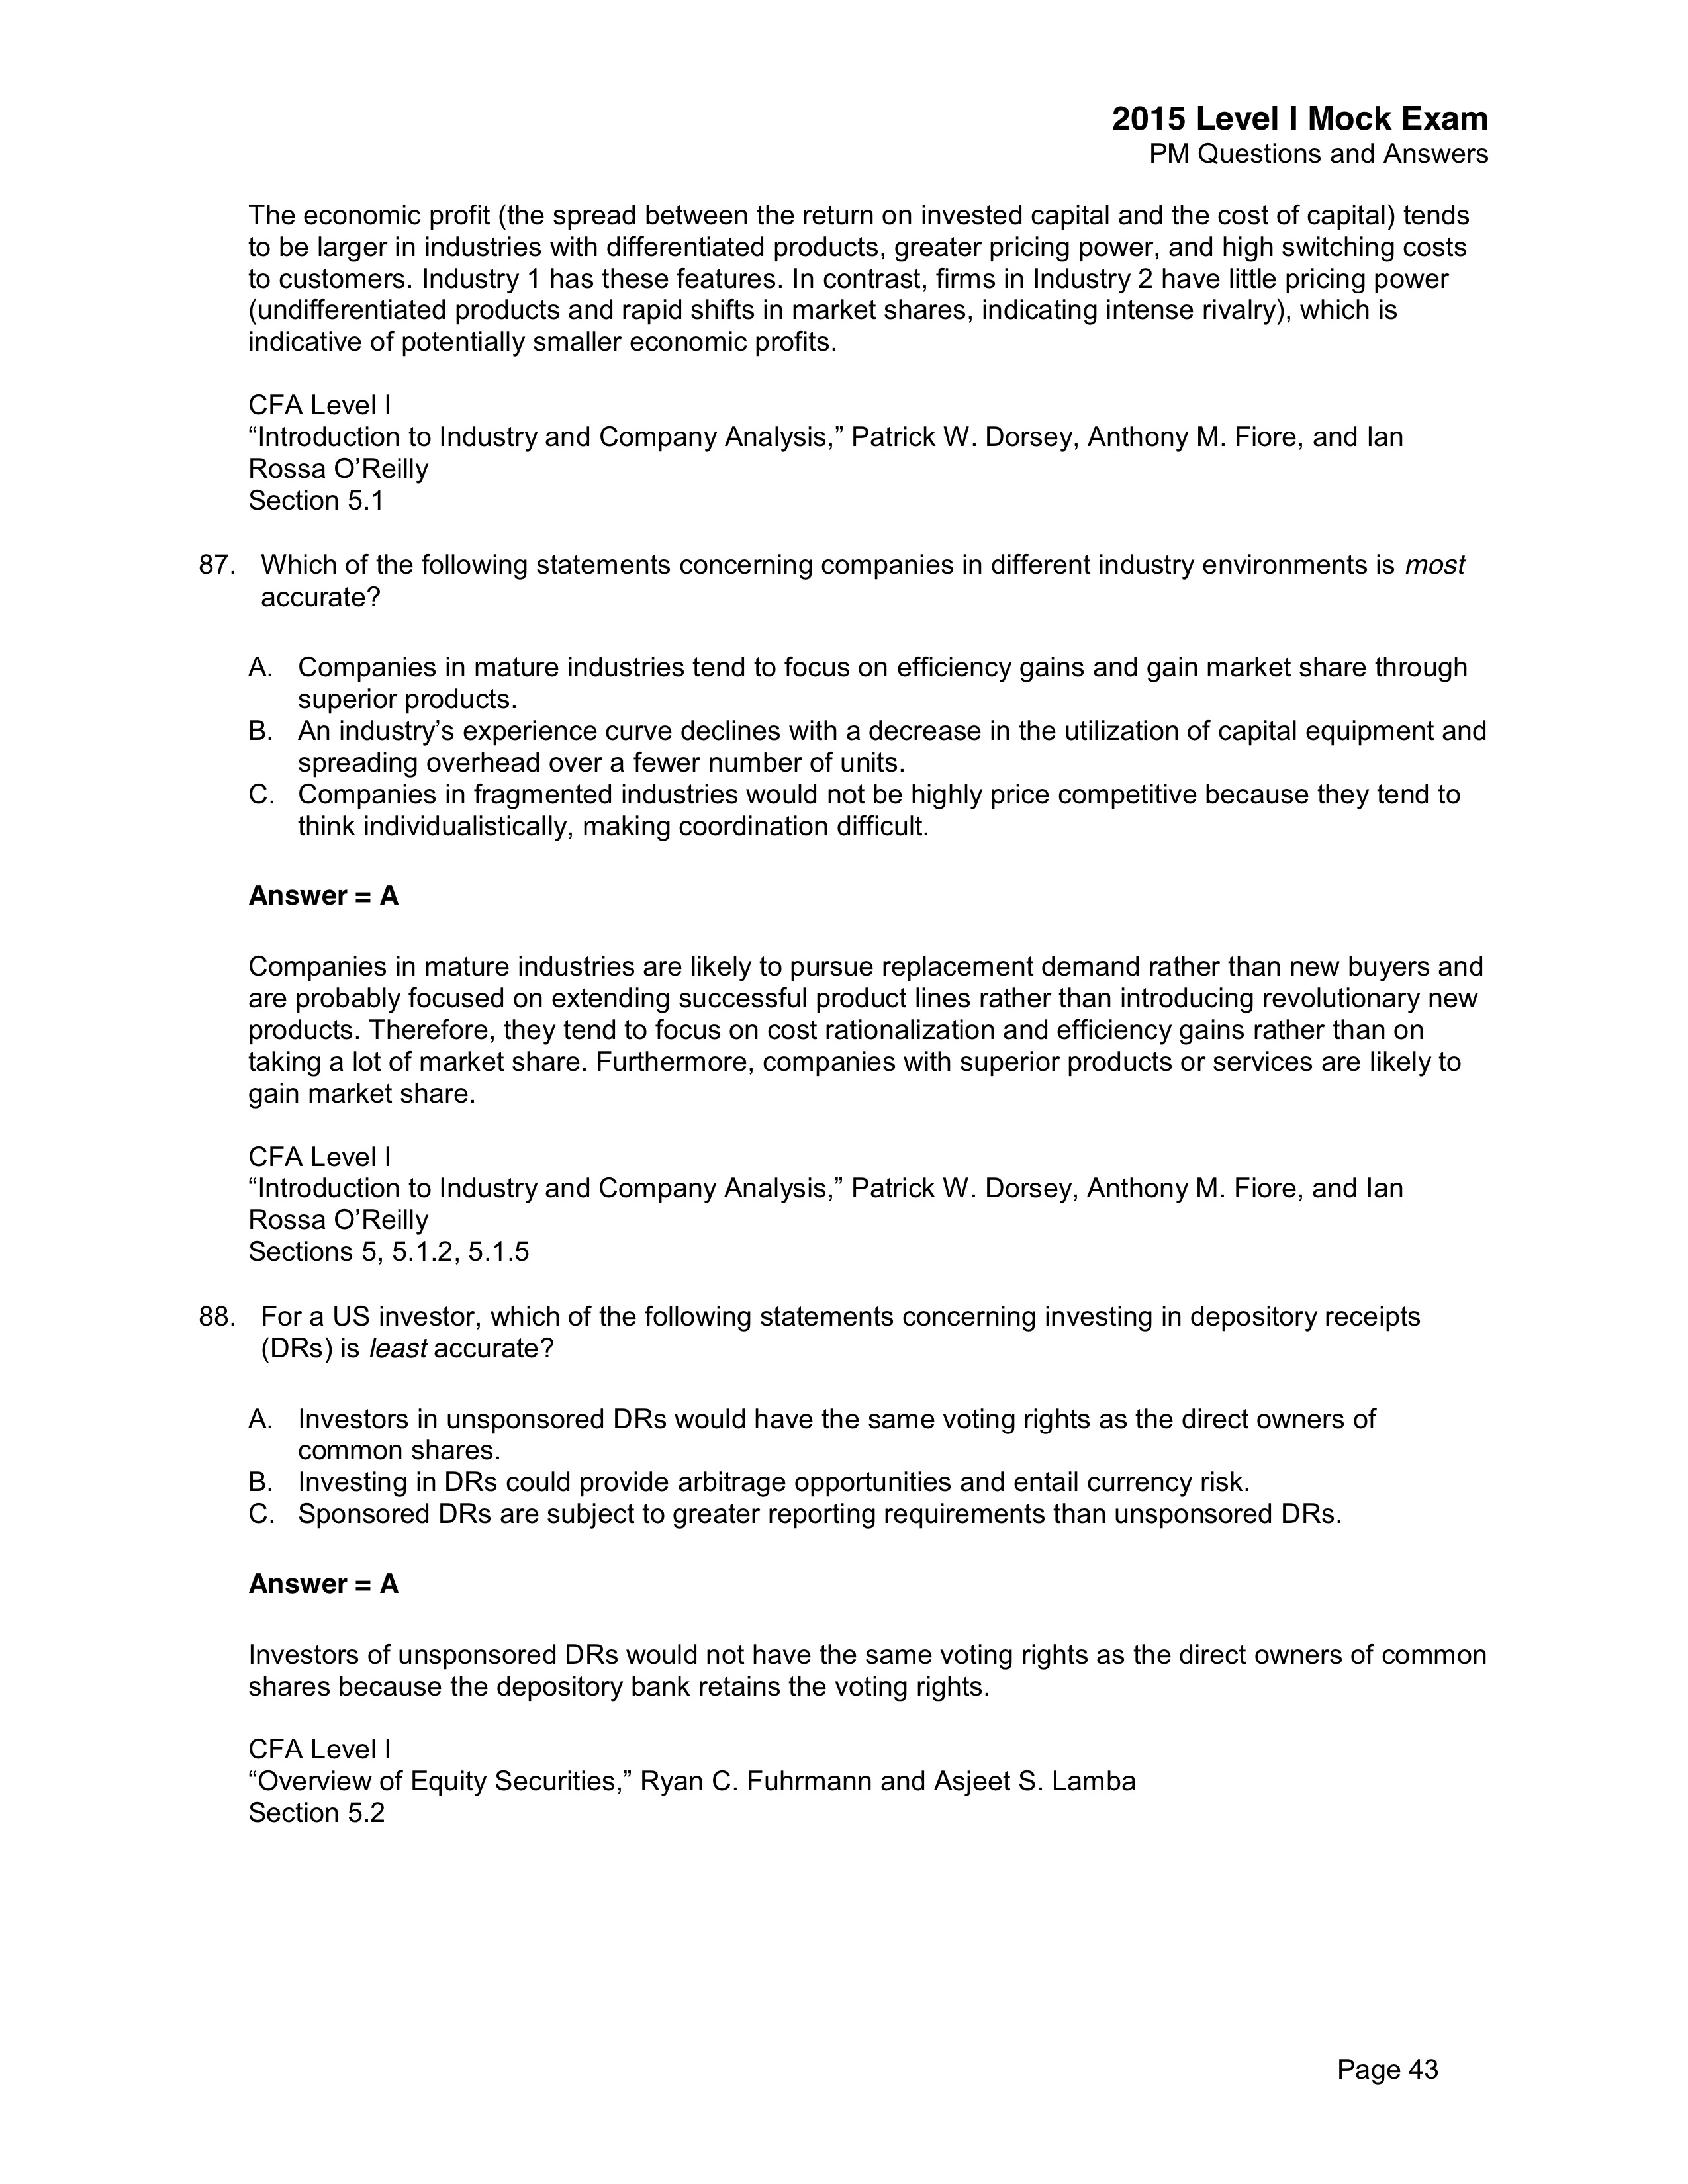 2015 Level I Mock Exam
PM Questions and Answers
The economic profit (the spread between the return on invested capital and the cost of capital) tends
to be larger in industries with differentiated products, greater pricing power, and high switching costs
to customers. Industry 1 has these features. In contrast, firms in Industry 2 have little pricing power
(undifferentiated products and rapid shifts in market shares, indicating intense rivalry), which is
indicative of potentially smaller economic profits.
CFA Level I
“Introduction to Industry and Company Analysis,” Patrick W. Dorsey, Anthony M. Fiore, and Ian
Rossa O’Reilly
Section 5.1
87. Which of the following statements concerning companies in different industry environments is most
accurate?
A. Companies in mature industries tend to focus on efficiency gains and gain market share through
superior products.
B. An industry’s experience curve declines with a decrease in the utilization of capital equipment and
spreading overhead over a fewer number of units.
C. Companies in fragmented industries would not be highly price competitive because they tend to
think individualistically, making coordination difficult.
Answer = A
Companies in mature industries are likely to pursue replacement demand rather than new buyers and
are probably focused on extending successful product lines rather than introducing revolutionary new
products. Therefore, they tend to focus on cost rationalization and efficiency gains rather than on
taking a lot of market share. Furthermore, companies with superior products or services are likely to
gain market share.
CFA Level I
“Introduction to Industry and Company Analysis,” Patrick W. Dorsey, Anthony M. Fiore, and Ian
Rossa O’Reilly
Sections 5, 5.1.2, 5.1.5
88. For a US investor, which of the following statements concerning investing in depository receipts
(DRs) is least accurate?
A. Investors in unsponsored DRs would have the same voting rights as the direct owners of
common shares.
B. Investing in DRs could provide arbitrage opportunities and entail currency risk.
C. Sponsored DRs are subject to greater reporting requirements than unsponsored DRs.
Answer = A
Investors of unsponsored DRs would not have the same voting rights as the direct owners of common
shares because the depository bank retains the voting rights.
CFA Level I
“Overview of Equity Securities,” Ryan C. Fuhrmann and Asjeet S. Lamba
Section 5.2
Page 43